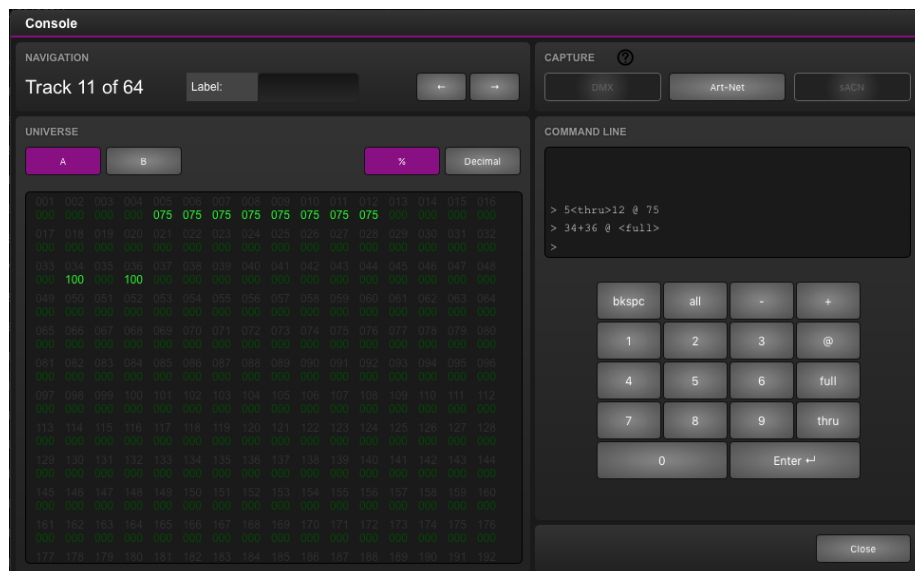 Console
NAVIGATION
Track 11 of 64
Label:
←
→
CAPTURE ?
DMX
Art-Net
sACN
UNIVERSE
A
B
%
Decimal
001 002 003 004 005 006 007 008 009 010 011 012 013 014 015 016
000 000 000 000 075 075 075 075 075 075 075 075 000 000 000 000
017 018 019 020 021 022 023 024 025 026 027 028 029 030 031 032
000 000 000 000 000 000 000 000 000 000 000 000 000 000 000 000
033 034 035 036 037 038 039 040 041 042 043 044 045 046 047 048
000 100 000 100 000 000 000 000 000 000 000 000 000 000 000 000
049 050 051 052 053 054 055 056 057 058 059 060 061 062 063 064
000 000 000 000 000 000 000 000 000 000 000 000 000 000 000 000
065 066 067 068 069 070 071 072 073 074 075 076 077 078 079 080
000 000 000 000 000 000 000 000 000 000 000 000 000 000 000 000
081 082 083 084 085 086 087 088 089 090 091 092 093 094 095 096
000 000 000 000 000 000 000 000 000 000 000 000 000 000 000 000
097 098 099 100 101 102 103 104 105 106 107 108 109 110 111 112
000 000 000 000 000 000 000 000 000 000 000 000 000 000 000 000
113 114 115 116 117 118 119 120 121 122 123 124 125 126 127 128
000 000 000 000 000 000 000 000 000 000 000 000 000 000 000 000
129 130 131 132 133 134 135 136 137 138 139 140 141 142 143 144
000 000 000 000 000 000 000 000 000 000 000 000 000 000 000 000
145 146 147 148 149 150 151 152 153 154 155 156 157 158 159 160
000 000 000 000 000 000 000 000 000 000 000 000 000 000 000 000
161 162 163 164 165 166 167 168 169 170 171 172 173 174 175 176
000 000 000 000 000 000 000 000 000 000 000 000 000 000 000 000
177 178 179 180 181 182 183 184 185 186 187 188 189 190 191 192
COMMAND LINE
> 5<thru>12 @ 75
> 34+36 @ <full>
>
bkspc all - +
1 2 3 @
4 5 6 full
7 8 9 thru
0 Enter ↵
Close